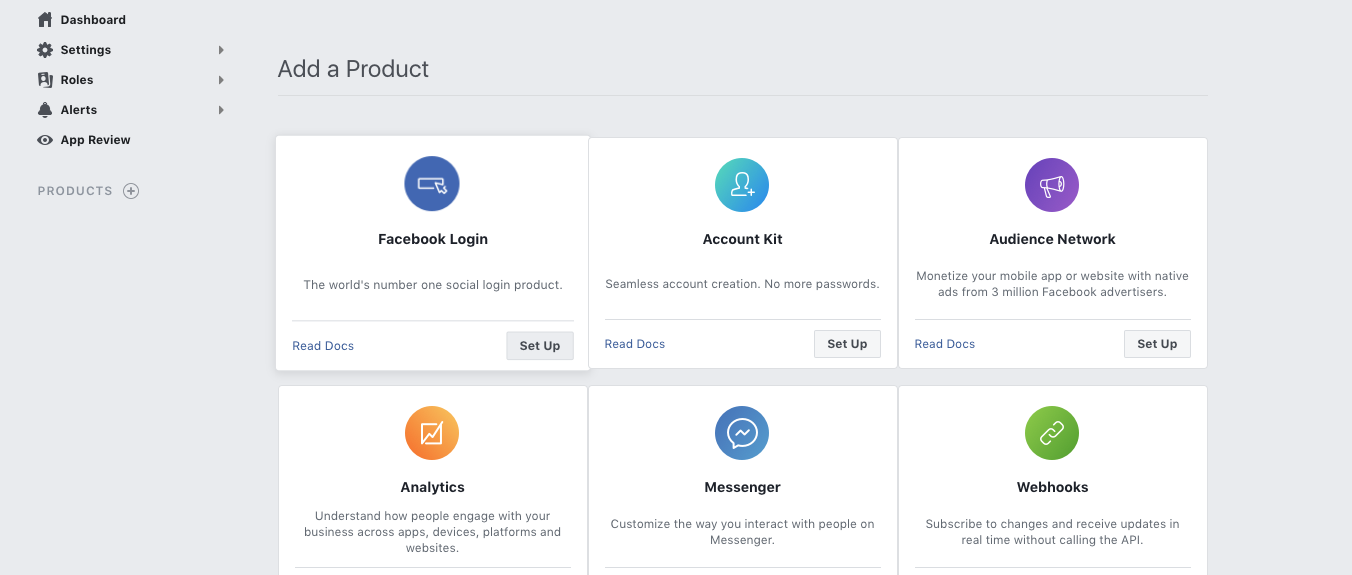 Dashboard
Settings
Roles
Alerts
App Review
PRODUCTS
Add a Product
Facebook Login
The world's number one social login product.
Read Docs
Set Up
Account Kit
Seamless account creation. No more passwords.
Read Docs
Set Up
Audience Network
Monetize your mobile app or website with native
ads from 3 million Facebook advertisers.
Read Docs
Set Up
Analytics
Understand how people engage with your
business across apps, devices, platforms and
websites.
Messenger
Customize the way you interact with people on
Messenger.
Webhooks
Subscribe to changes and receive updates in
real time without calling the API.